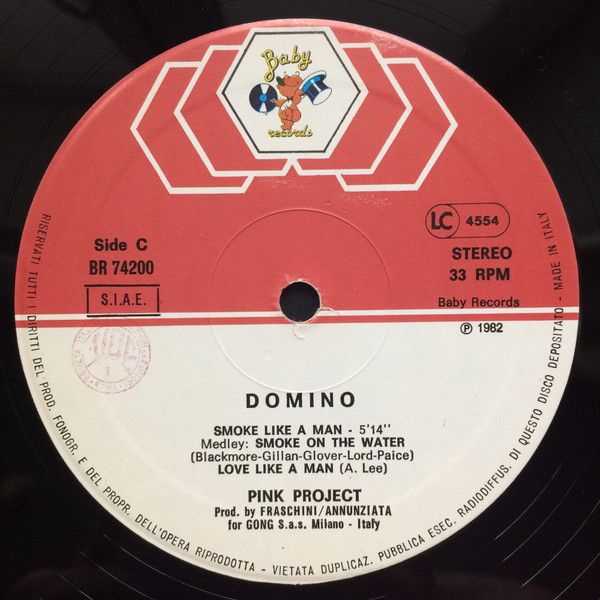 Baby
records
Side C
BR 74200
S.I.A.E.
LC 4554
STEREO
33 RPM
Baby Records
℗ 1982
DOMINO
SMOKE LIKE A MAN - 5'14''
Medley: SMOKE ON THE WATER
(Blackmore-Gillan-Glover-Lord-Paice)
LOVE LIKE A MAN (A. Lee)
PINK PROJECT
Prod. by FRASCHINI/ANNUNZIATA
for GONG S.a.s. Milano - Italy
RISERVATI TUTTI I DIRITTI DEL PROD. FONOGR. E DEL PROPR. DELL'OPERA RIPRODOTTA - VIETATA DUPLICAZ. PUBBLICA ESEC. RADIODIFFUS. DI QUESTO DISCO DEPOSITATO - MADE IN ITALY